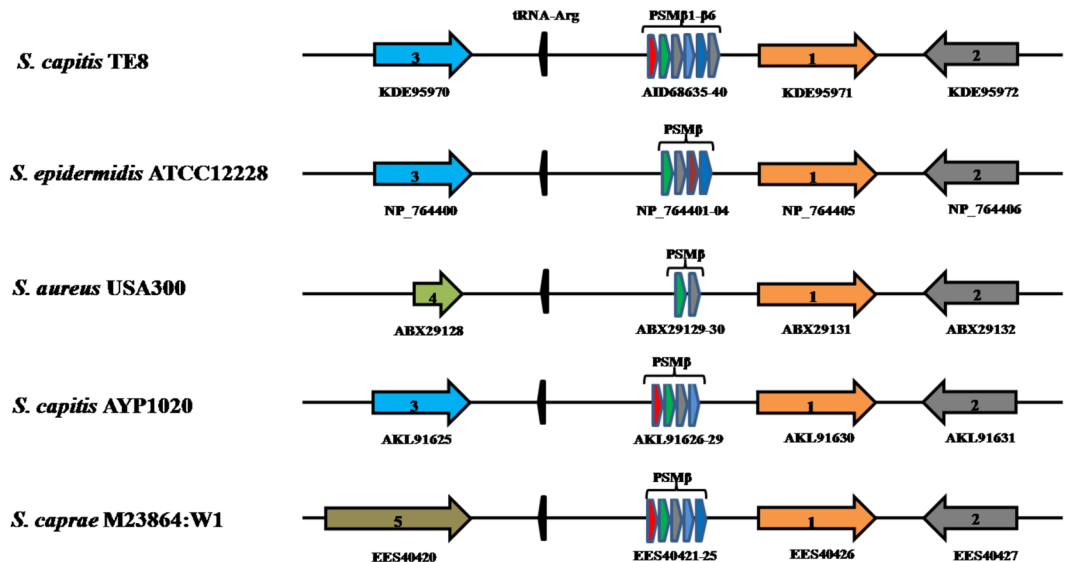 tRNA-Arg PSMβ1-β6
S. capitis TE8
3 1 2
KDE95970 AID68635-40 KDE95971 KDE95972
PSMβ
S. epidermidis ATCC12228
3 1 2
NP_764400 NP_764401-04 NP_764405 NP_764406
PSMβ
S. aureus USA300
4 1 2
ABX29128 ABX29129-30 ABX29131 ABX29132
PSMβ
S. capitis AYP1020
3 1 2
AKL91625 AKL91626-29 AKL91630 AKL91631
PSMβ
S. caprae M23864:W1
5 1 2
EES40420 EES40421-25 EES40426 EES40427